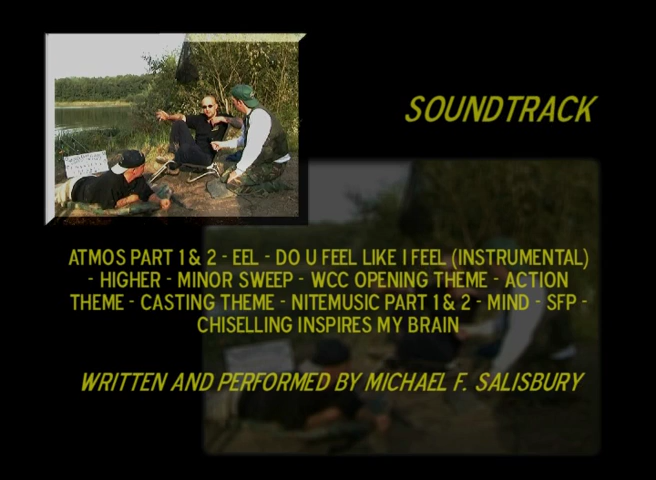 SOUNDTRACK
ATMOS PART 1 & 2 - EEL - DO U FEEL LIKE I FEEL (INSTRUMENTAL)
- HIGHER - MINOR SWEEP - WCC OPENING THEME - ACTION
THEME - CASTING THEME - NITEMUSIC PART 1 & 2 - MIND - SFP -
CHISELLING INSPIRES MY BRAIN
WRITTEN AND PERFORMED BY MICHAEL F. SALISBURY